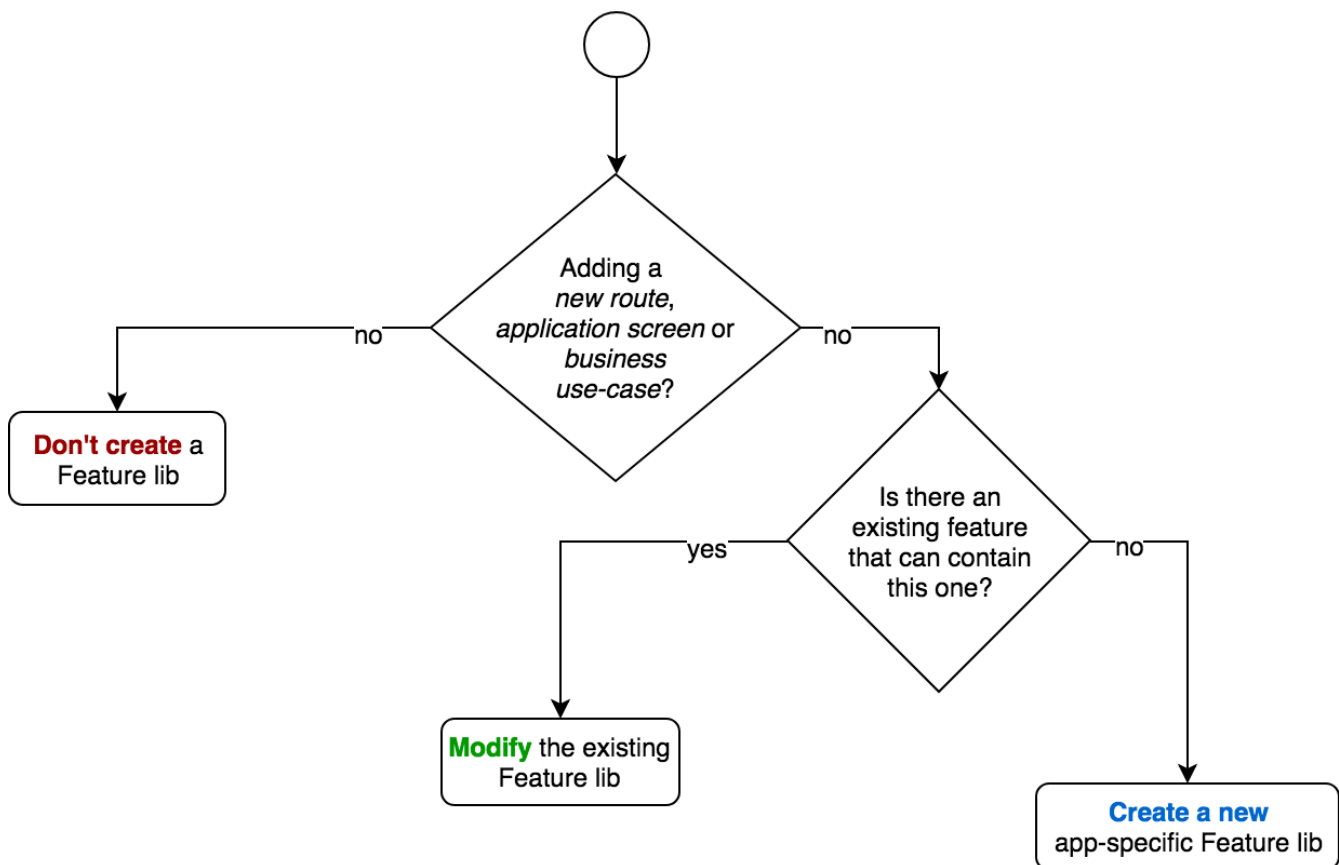 Adding a
new route,
application screen or
business
use-case?
no
no
Don't create a
Feature lib
Is there an
existing feature
that can contain
this one?
yes
no
Modify the existing
Feature lib
Create a new
app-specific Feature lib